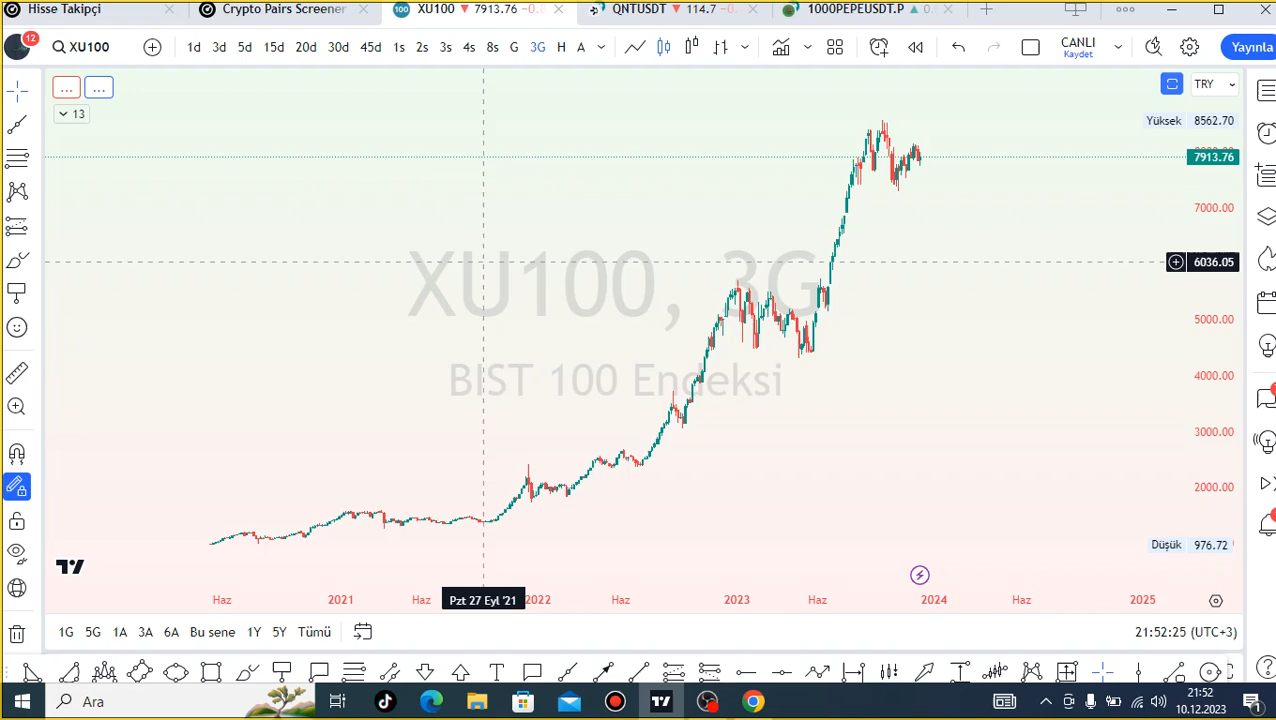 Hisse Takipçi
Crypto Pairs Screener
XU100 ▼ 7913.76
QNTUSDT ▼ 114.7
1000PEPEUSDT.P
12
XU100
1d 3d 5d 15d 20d 30d 45d 1s 2s 3s 4s 8s G 3G H A
CANLI
Kaydet
Yayınla
... ...
13
TRY
Yüksek 8562.70
7913.76
7000.00
6036.05
5000.00
4000.00
3000.00
2000.00
Düşük 976.72
XU100, 3G
BIST 100 Endeksi
Haz 2021 Haz Pzt 27 Eyl '21 2022 Haz 2023 Haz 2024 Haz 2025
1G 5G 1A 3A 6A Bu sene 1Y 5Y Tümü
21:52:25 (UTC+3)
Ara
21:52
10.12.2023
1